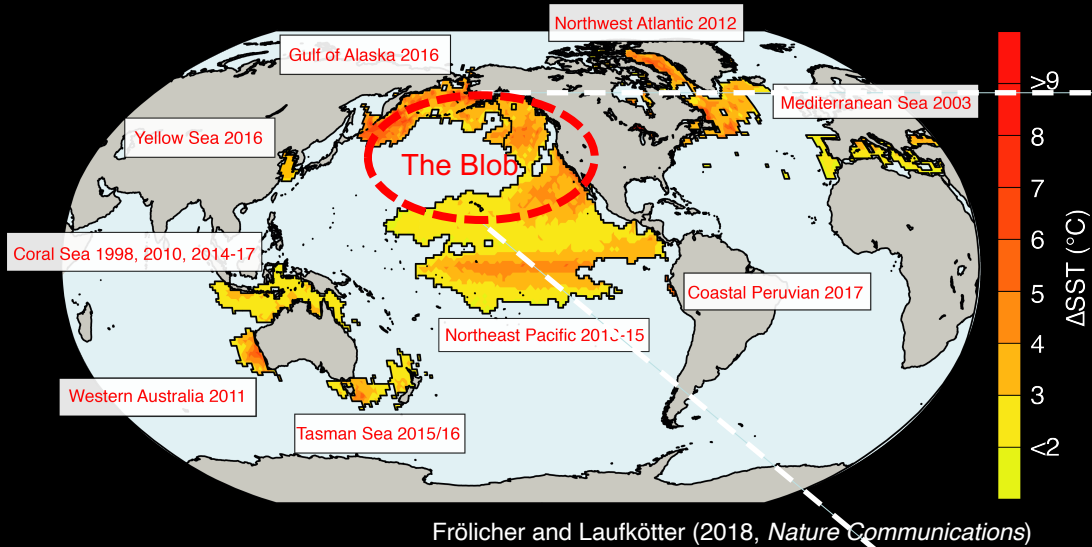 Northwest Atlantic 2012
Gulf of Alaska 2016
>9
Mediterranean Sea 2003
Yellow Sea 2016
8
The Blob
7
6
Coral Sea 1998, 2010, 2014-17
5
Coastal Peruvian 2017
ΔSST (°C)
Northeast Pacific 2013-15
4
Western Australia 2011
3
Tasman Sea 2015/16
<2
Frölicher and Laufkötter (2018, Nature Communications)